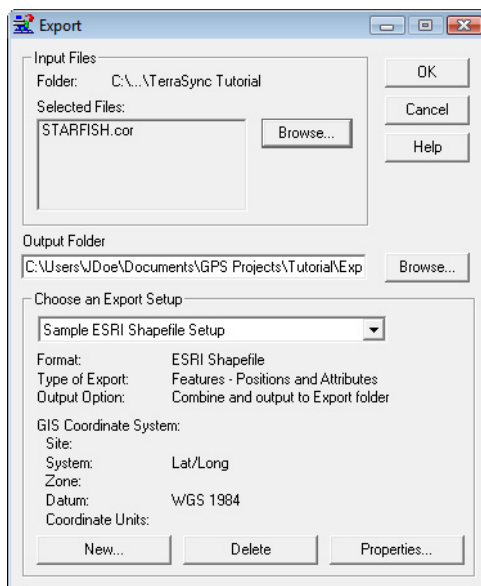 Export
Input Files
Folder: C:\...\TerraSync Tutorial
Selected Files:
STARFISH.cor
Browse...
OK
Cancel
Help
Output Folder
C:\Users\JDoe\Documents\GPS Projects\Tutorial\Exp
Browse...
Choose an Export Setup
Sample ESRI Shapefile Setup
Format: ESRI Shapefile
Type of Export: Features - Positions and Attributes
Output Option: Combine and output to Export folder
GIS Coordinate System:
Site:
System: Lat/Long
Zone:
Datum: WGS 1984
Coordinate Units:
New... Delete Properties...